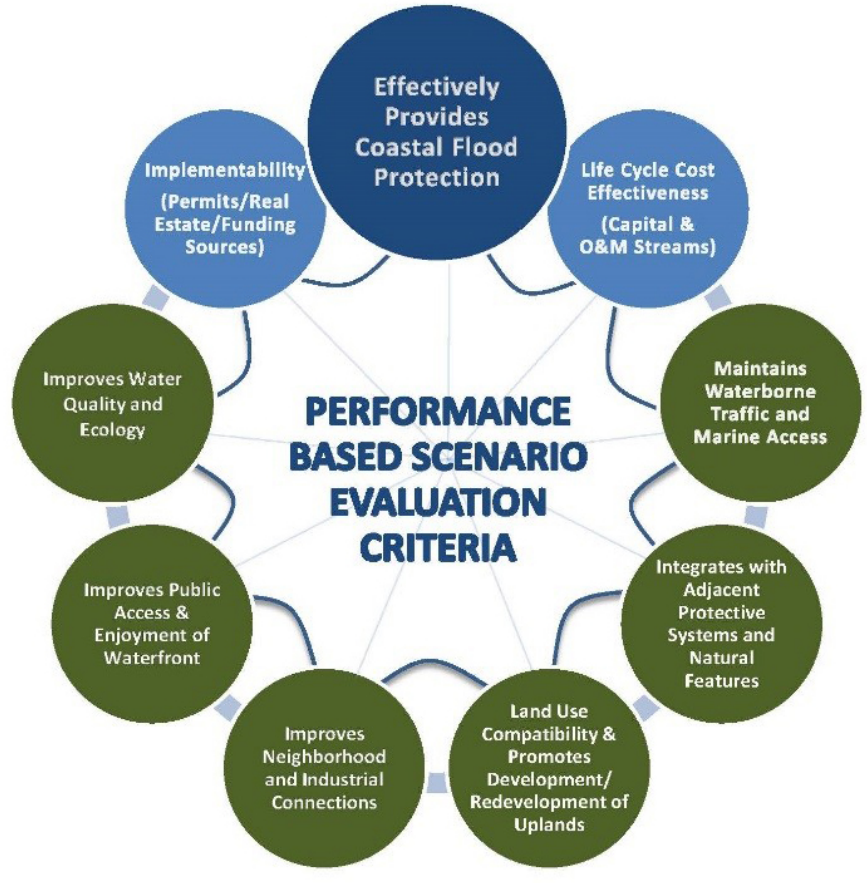 Effectively
Provides
Coastal Flood
Protection
Life Cycle Cost
Effectiveness
(Capital &
O&M Streams)
Maintains
Waterborne
Traffic and
Marine Access
Integrates with
Adjacent
Protective
Systems and
Natural
Features
Land Use
Compatibility &
Promotes
Development/
Redevelopment of
Uplands
Improves
Neighborhood
and Industrial
Connections
Improves Public
Access &
Enjoyment of
Waterfront
Improves Water
Quality and
Ecology
Implementability
(Permits/Real
Estate/Funding
Sources)
PERFORMANCE
BASED SCENARIO
EVALUATION
CRITERIA